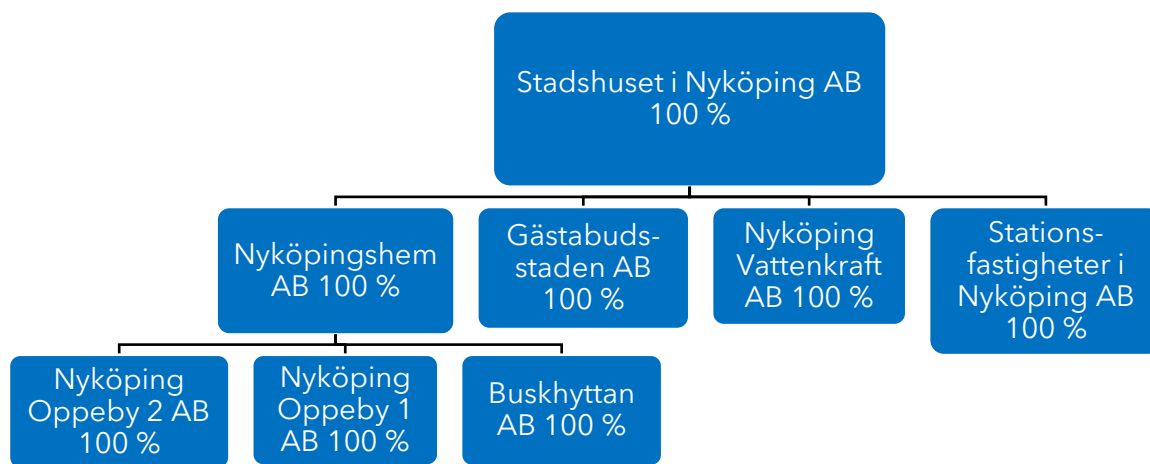 Stadshuset i Nyköping AB
100 %
Nyköpingshem
AB 100 %
Gästabuds-
staden AB
100 %
Nyköping
Vattenkraft
AB 100 %
Stations-
fastigheter i
Nyköping AB
100 %
Nyköping
Oppeby 2 AB
100 %
Nyköping
Oppeby 1
AB 100 %
Buskhyttan
AB 100 %